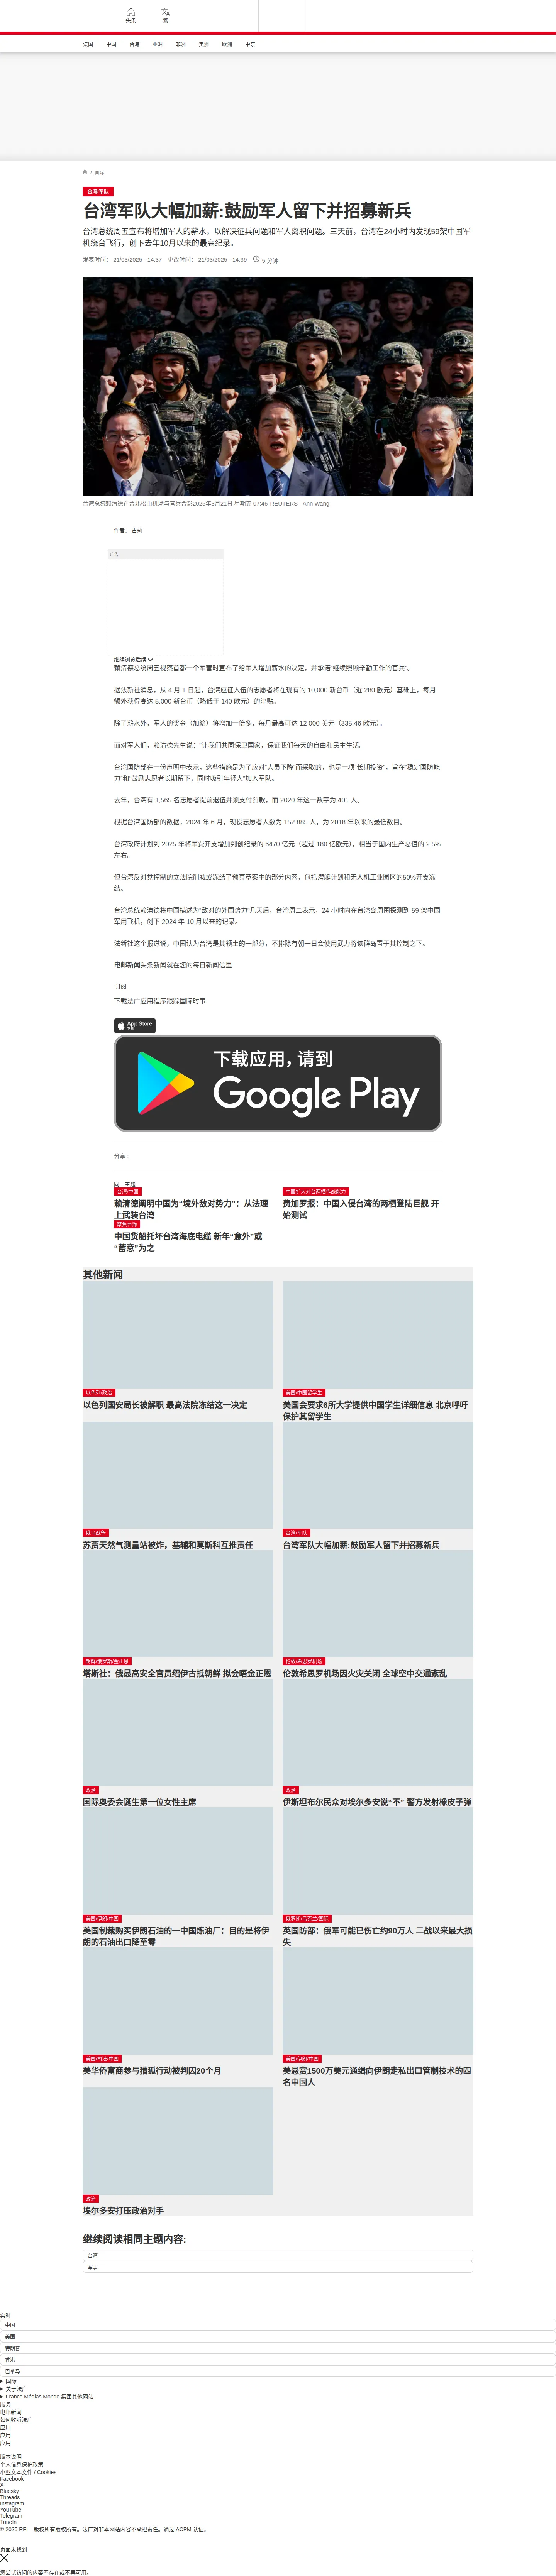 头条
繁
法国 中国 台海 亚洲 非洲 美洲 欧洲 中东
国际
台湾/军队
台湾军队大幅加薪:鼓励军人留下并招募新兵
台湾总统周五宣布将增加军人的薪水，以解决征兵问题和军人离职问题。三天前，台湾在24小时内发现59架中国军
机绕台飞行，创下去年10月以来的最高纪录。
发表时间： 21/03/2025 - 14:37 更改时间： 21/03/2025 - 14:39 5 分钟
台湾总统赖清德在台北松山机场与官兵合影2025年3月21日 星期五 07:46 REUTERS - Ann Wang
作者： 古莉
广告
继续浏览后续
赖清德总统周五视察首都一个军营时宣布了给军人增加薪水的决定，并承诺“继续照顾辛勤工作的官兵”。
据法新社消息，从 4 月 1 日起，台湾应征入伍的志愿者将在现有的 10,000 新台币（近 280 欧元）基础上，每月
额外获得高达 5,000 新台币（略低于 140 欧元）的津贴。
除了薪水外，军人的奖金（加给）将增加一倍多，每月最高可达 12 000 美元（335.46 欧元）。
面对军人们，赖清德先生说：“让我们共同保卫国家，保证我们每天的自由和民主生活。
台湾国防部在一份声明中表示，这些措施是为了应对“人员下降”而采取的，也是一项“长期投资”，旨在“稳定国防能
力”和“鼓励志愿者长期留下，同时吸引年轻人”加入军队。
去年，台湾有 1,565 名志愿者提前退伍并须支付罚款，而 2020 年这一数字为 401 人。
根据台湾国防部的数据，2024 年 6 月，现役志愿者人数为 152 885 人，为 2018 年以来的最低数目。
台湾政府计划到 2025 年将军费开支增加到创纪录的 6470 亿元（超过 180 亿欧元），相当于国内生产总值的 2.5%
左右。
但台湾反对党控制的立法院削减或冻结了预算草案中的部分内容，包括潜艇计划和无人机工业园区的50%开支冻
结。
台湾总统赖清德将中国描述为“敌对的外国势力”几天后，台湾周二表示，24 小时内在台湾岛周围探测到 59 架中国
军用飞机，创下 2024 年 10 月以来的记录。
法新社这个报道说，中国认为台湾是其领土的一部分，不排除有朝一日会使用武力将该群岛置于其控制之下。
电邮新闻头条新闻就在您的每日新闻信里
订阅
下载法广应用程序跟踪国际时事
App Store
下载
下载应用，请到
Google Play
分享 :
同一主题
台湾/中国
赖清德阐明中国为“境外敌对势力”：从法理
上武装台湾
中国扩大对台两栖作战能力
费加罗报：中国入侵台湾的两栖登陆巨舰 开
始测试
聚焦台海
中国货船托坏台湾海底电缆 新年“意外”或
“蓄意”为之
其他新闻
以色列/政治
以色列国安局长被解职 最高法院冻结这一决定
美国/中国留学生
美国会要求6所大学提供中国学生详细信息 北京呼吁
保护其留学生
俄乌战争
苏贾天然气测量站被炸，基辅和莫斯科互推责任
台湾/军队
台湾军队大幅加薪:鼓励军人留下并招募新兵
朝鲜/俄罗斯/金正恩
塔斯社：俄最高安全官员绍伊古抵朝鲜 拟会晤金正恩
伦敦/希思罗机场
伦敦希思罗机场因火灾关闭 全球空中交通紊乱
政治
国际奥委会诞生第一位女性主席
政治
伊斯坦布尔民众对埃尔多安说“不” 警方发射橡皮子弹
美国/伊朗/中国
美国制裁购买伊朗石油的一中国炼油厂：目的是将伊
朗的石油出口降至零
俄罗斯/乌克兰/国际
英国防部：俄军可能已伤亡约90万人 二战以来最大损
失
美国/司法/中国
美华侨富商参与猎狐行动被判囚20个月
美国/伊朗/中国
美悬赏1500万美元通缉向伊朗走私出口管制技术的四
名中国人
政治
埃尔多安打压政治对手
继续阅读相同主题内容:
台湾
军事
实时
中国
美国
特朗普
香港
巴拿马
国际
关于法广
France Médias Monde 集团其他网站
服务
电邮新闻
如何收听法广
应用
应用
应用
版本说明
个人信息保护政策
小型文本文件 / Cookies
Facebook
X
Bluesky
Threads
Instagram
YouTube
Telegram
TuneIn
© 2025 RFI – 版权所有版权所有。法广对非本网站内容不承担责任。通过 ACPM 认证。
页面未找到
您尝试访问的内容不存在或不再可用。